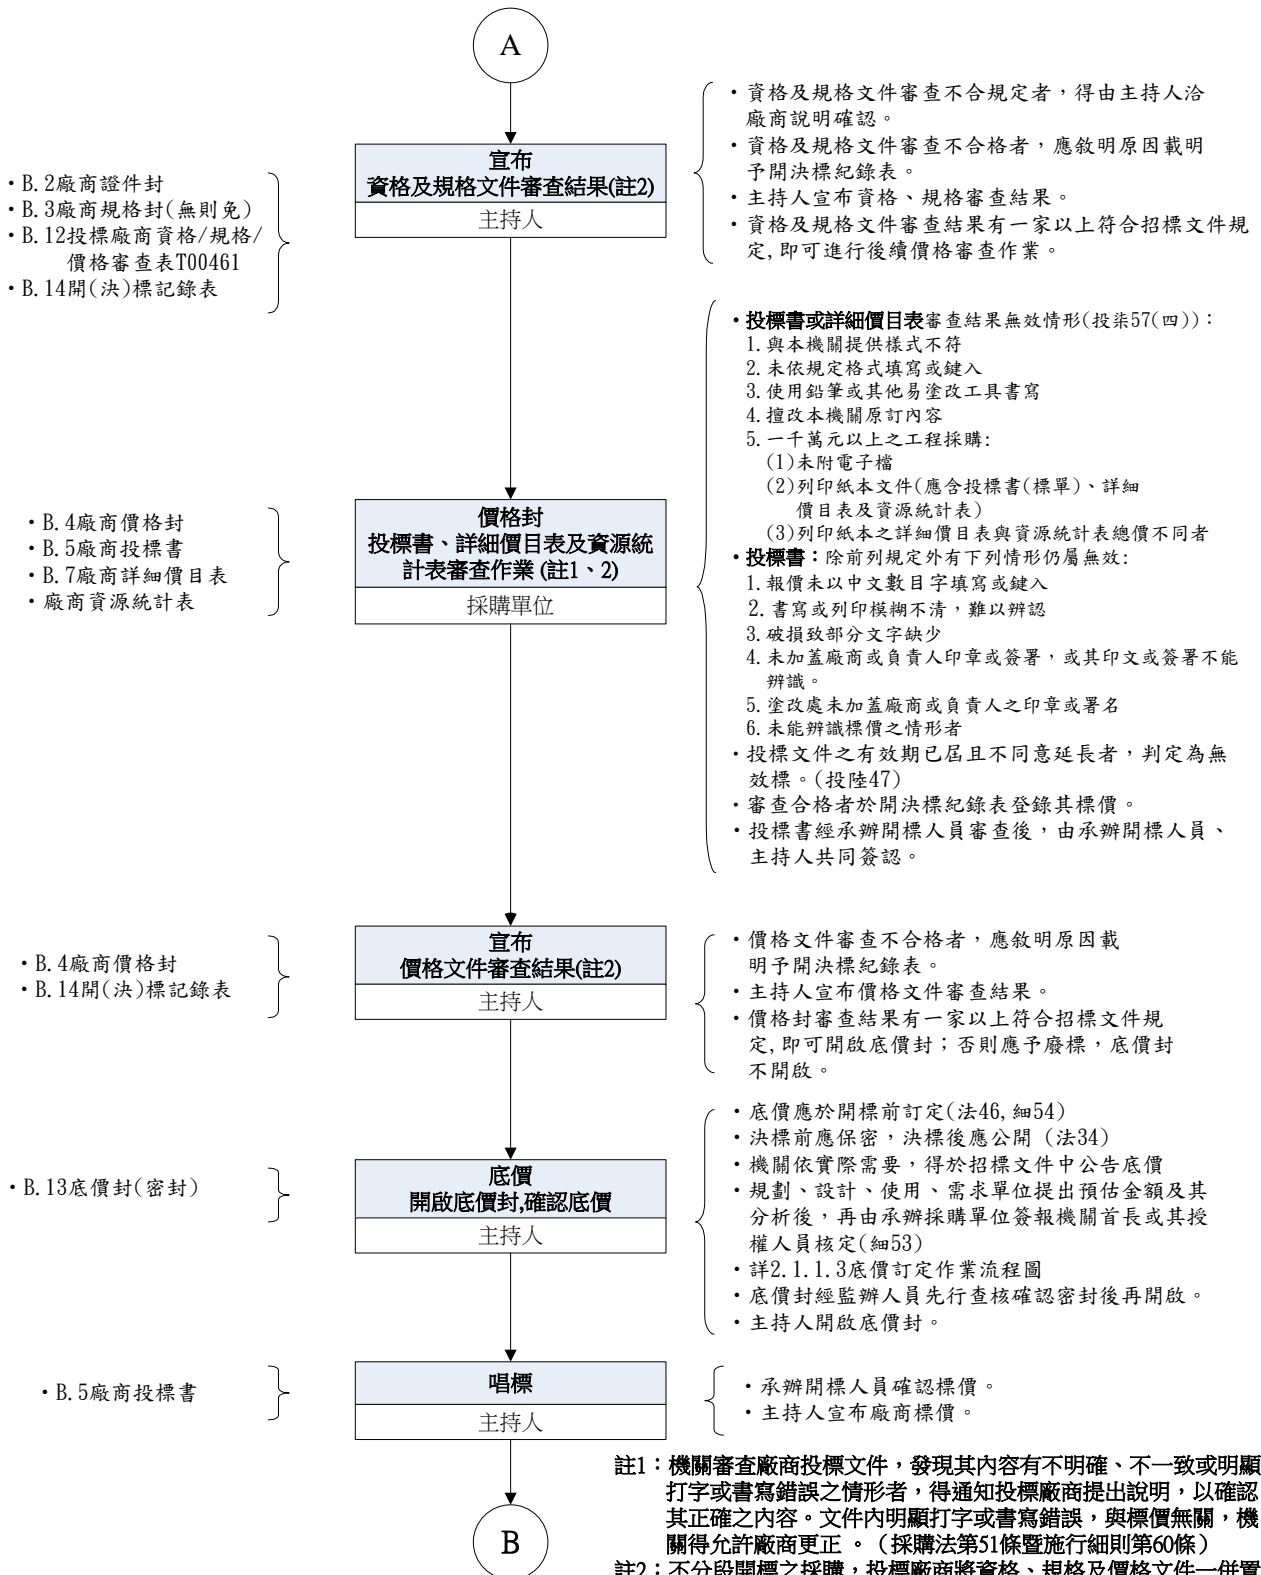 A
宣布
資格及規格文件審查結果(註2)
主持人
・B.2廠商證件封
・B.3廠商規格封(無則免)
・B.12投標廠商資格/規格/
價格審查表T00461
・B.14開(決)標記錄表
・資格及規格文件審查不合規定者，得由主持人洽
廠商說明確認。
・資格及規格文件審查不合格者，應敘明原因載明
予開決標紀錄表。
・主持人宣布資格、規格審查結果。
・資格及規格文件審查結果有一家以上符合招標文件規
定,即可進行後續價格審查作業。
價格封
投標書、詳細價目表及資源統
計表審查作業 (註1、2)
採購單位
・B.4廠商價格封
・B.5廠商投標書
・B.7廠商詳細價目表
・廠商資源統計表
・投標書或詳細價目表審查結果無效情形(投柒57(四))：
1.與本機關提供樣式不符
2.未依規定格式填寫或鍵入
3.使用鉛筆或其他易塗改工具書寫
4.擅改本機關原訂內容
5.一千萬元以上之工程採購:
(1)未附電子檔
(2)列印紙本文件(應含投標書(標單)、詳細
價目表及資源統計表)
(3)列印紙本之詳細價目表與資源統計表總價不同者
・投標書：除前列規定外有下列情形仍屬無效:
1.報價未以中文數目字填寫或鍵入
2.書寫或列印模糊不清，難以辨認
3.破損致部分文字缺少
4.未加蓋廠商或負責人印章或簽署，或其印文或簽署不能
辨識。
5.塗改處未加蓋廠商或負責人之印章或署名
6.未能辨識標價之情形者
・投標文件之有效期已屆且不同意延長者，判定為無
效標。(投陸47)
・審查合格者於開決標紀錄表登錄其標價。
・投標書經承辦開標人員審查後，由承辦開標人員、
主持人共同簽認。
宣布
價格文件審查結果(註2)
主持人
・B.4廠商價格封
・B.14開(決)標記錄表
・價格文件審查不合格者，應敘明原因載
明予開決標紀錄表。
・主持人宣布價格文件審查結果。
・價格封審查結果有一家以上符合招標文件規
定,即可開啟底價封；否則應予廢標，底價封
不開啟。
底價
開啟底價封,確認底價
主持人
・B.13底價封(密封)
・底價應於開標前訂定(法46,細54)
・決標前應保密，決標後應公開 (法34)
・機關依實際需要，得於招標文件中公告底價
・規劃、設計、使用、需求單位提出預估金額及其
分析後，再由承辦採購單位簽報機關首長或其授
權人員核定(細53)
・詳2.1.1.3底價訂定作業流程圖
・底價封經監辦人員先行查核確認密封後再開啟。
・主持人開啟底價封。
唱標
主持人
・B.5廠商投標書
・承辦開標人員確認標價。
・主持人宣布廠商標價。
B
註1：機關審查廠商投標文件，發現其內容有不明確、不一致或明顯
打字或書寫錯誤之情形者，得通知投標廠商提出說明，以確認
其正確之內容。文件內明顯打字或書寫錯誤，與標價無關，機
關得允許廠商更正 。（採購法第51條暨施行細則第60條）
註2：不分段開標之採購，投標廠商將資格、規格及價格文件一併置